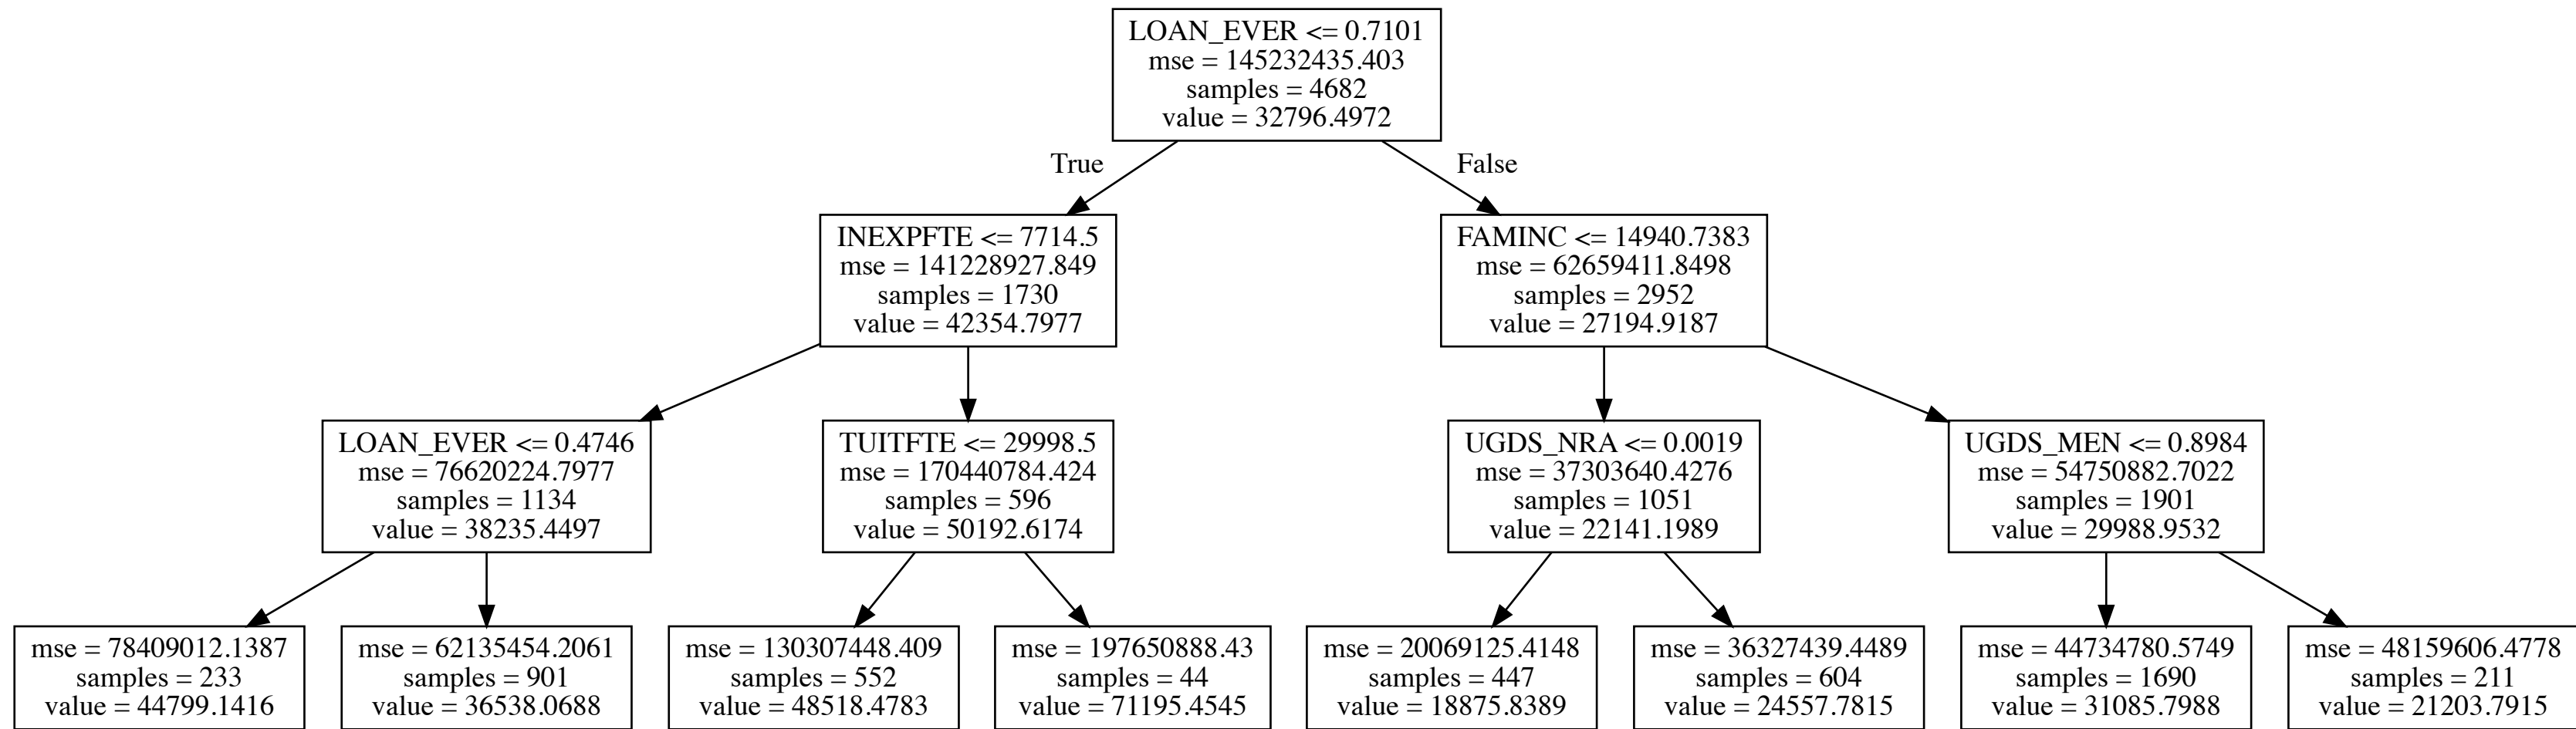 LOAN_EVER <= 0.7101
mse = 145232435.403
samples = 4682
value = 32796.4972
True
False
INEXPFTE <= 7714.5
mse = 141228927.849
samples = 1730
value = 42354.7977
FAMINC <= 14940.7383
mse = 62659411.8498
samples = 2952
value = 27194.9187
LOAN_EVER <= 0.4746
mse = 76620224.7977
samples = 1134
value = 38235.4497
TUITFTE <= 29998.5
mse = 170440784.424
samples = 596
value = 50192.6174
UGDS_NRA <= 0.0019
mse = 37303640.4276
samples = 1051
value = 22141.1989
UGDS_MEN <= 0.8984
mse = 54750882.7022
samples = 1901
value = 29988.9532
mse = 78409012.1387
samples = 233
value = 44799.1416
mse = 62135454.2061
samples = 901
value = 36538.0688
mse = 130307448.409
samples = 552
value = 48518.4783
mse = 197650888.43
samples = 44
value = 71195.4545
mse = 20069125.4148
samples = 447
value = 18875.8389
mse = 36327439.4489
samples = 604
value = 24557.7815
mse = 44734780.5749
samples = 1690
value = 31085.7988
mse = 48159606.4778
samples = 211
value = 21203.7915